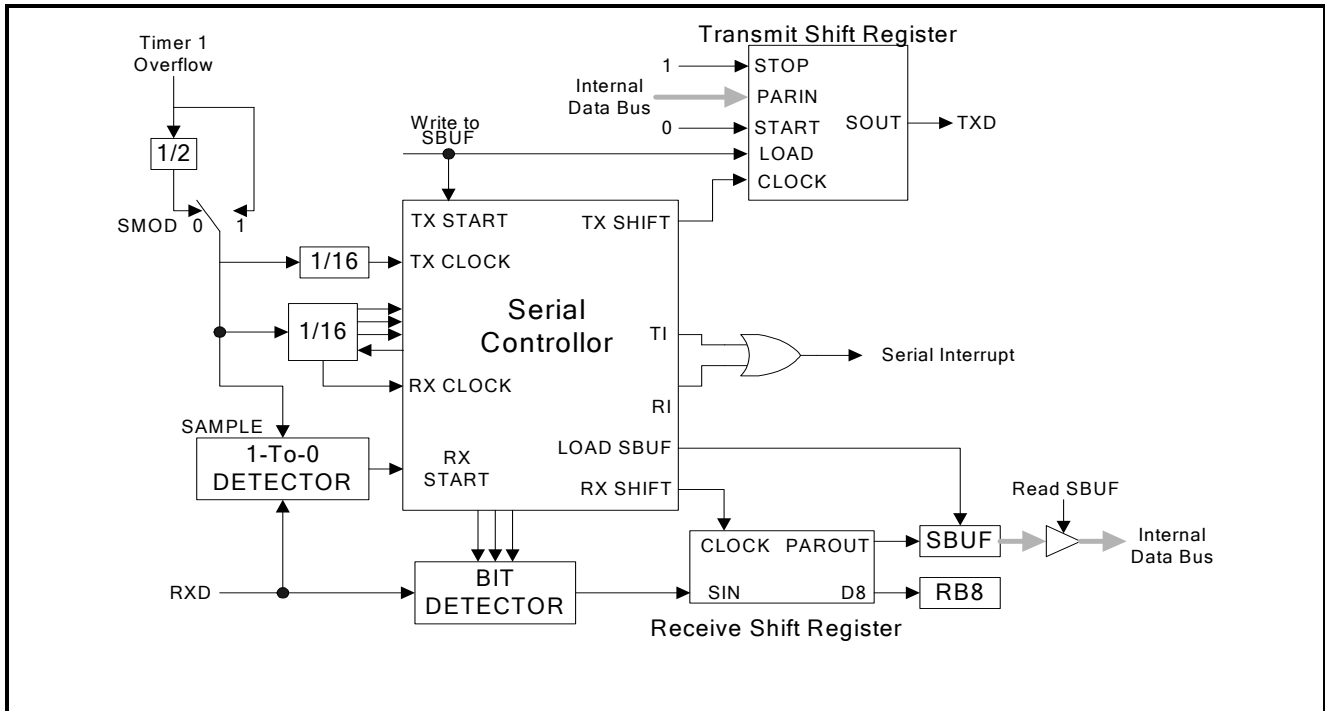 Timer 1
Overflow
1/2
SMOD 0 1
Write to
SBUF
Internal
Data Bus
Transmit Shift Register
1
STOP
PARIN
0
START
LOAD
CLOCK
SOUT
TXD
1/16
1/16
TX START
TX SHIFT
TX CLOCK
Serial
Controllor
TI
RX CLOCK
RI
Serial Interrupt
LOAD SBUF
RX
START
RX SHIFT
SAMPLE
1-To-0
DETECTOR
RXD
BIT
DETECTOR
CLOCK PAROUT
SIN D8
Receive Shift Register
SBUF
RB8
Read SBUF
Internal
Data Bus